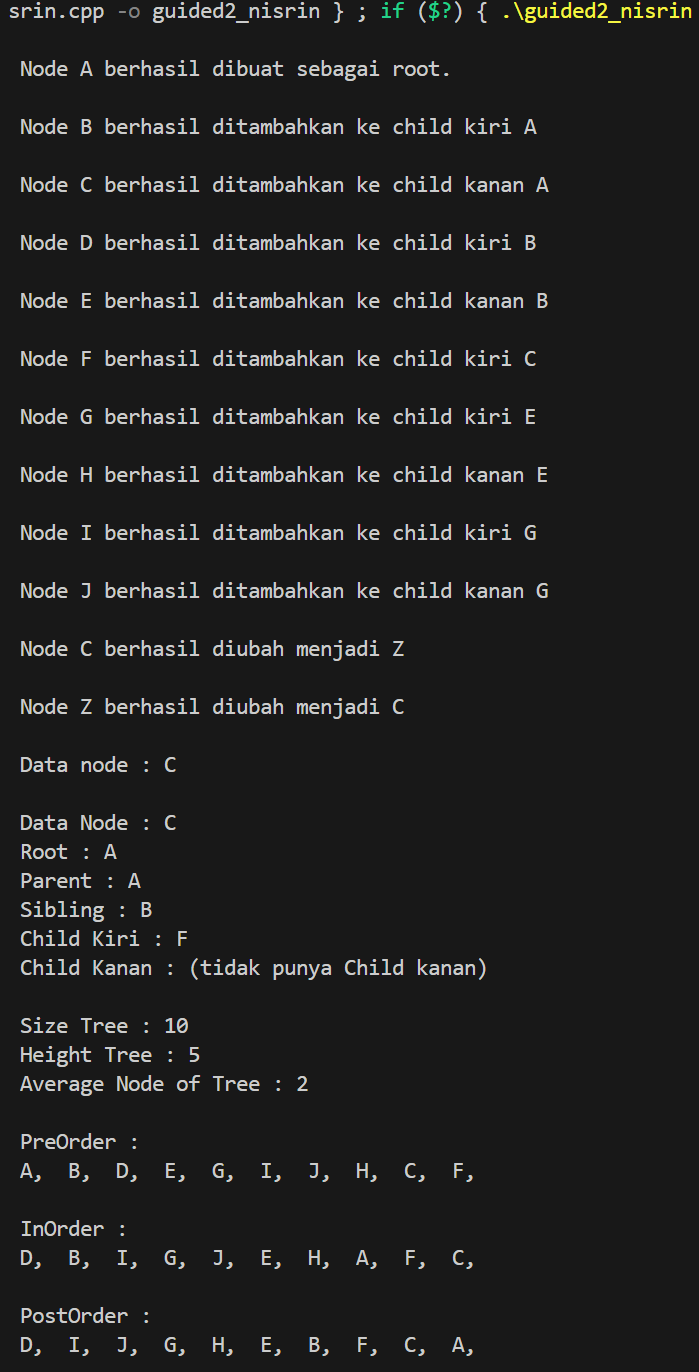 srin.cpp -o guided2_nisrin } ; if ($?) { .\guided2_nisrin
Node A berhasil dibuat sebagai root.
Node B berhasil ditambahkan ke child kiri A
Node C berhasil ditambahkan ke child kanan A
Node D berhasil ditambahkan ke child kiri B
Node E berhasil ditambahkan ke child kanan B
Node F berhasil ditambahkan ke child kiri C
Node G berhasil ditambahkan ke child kiri E
Node H berhasil ditambahkan ke child kanan E
Node I berhasil ditambahkan ke child kiri G
Node J berhasil ditambahkan ke child kanan G
Node C berhasil diubah menjadi Z
Node Z berhasil diubah menjadi C
Data node : C
Data Node : C
Root : A
Parent : A
Sibling : B
Child Kiri : F
Child Kanan : (tidak punya Child kanan)
Size Tree : 10
Height Tree : 5
Average Node of Tree : 2
PreOrder :
A,  B,  D,  E,  G,  I,  J,  H,  C,  F,
InOrder :
D,  B,  I,  G,  J,  E,  H,  A,  F,  C,
PostOrder :
D,  I,  J,  G,  H,  E,  B,  F,  C,  A,